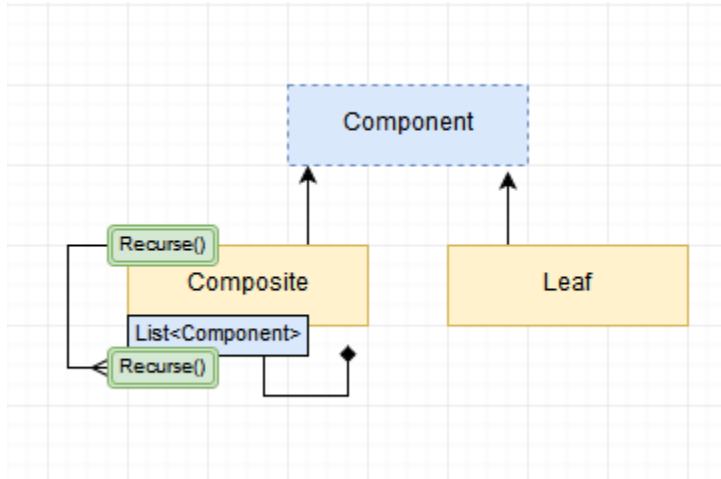 Component
Recurse()
Composite
Leaf
List<Component>
Recurse()